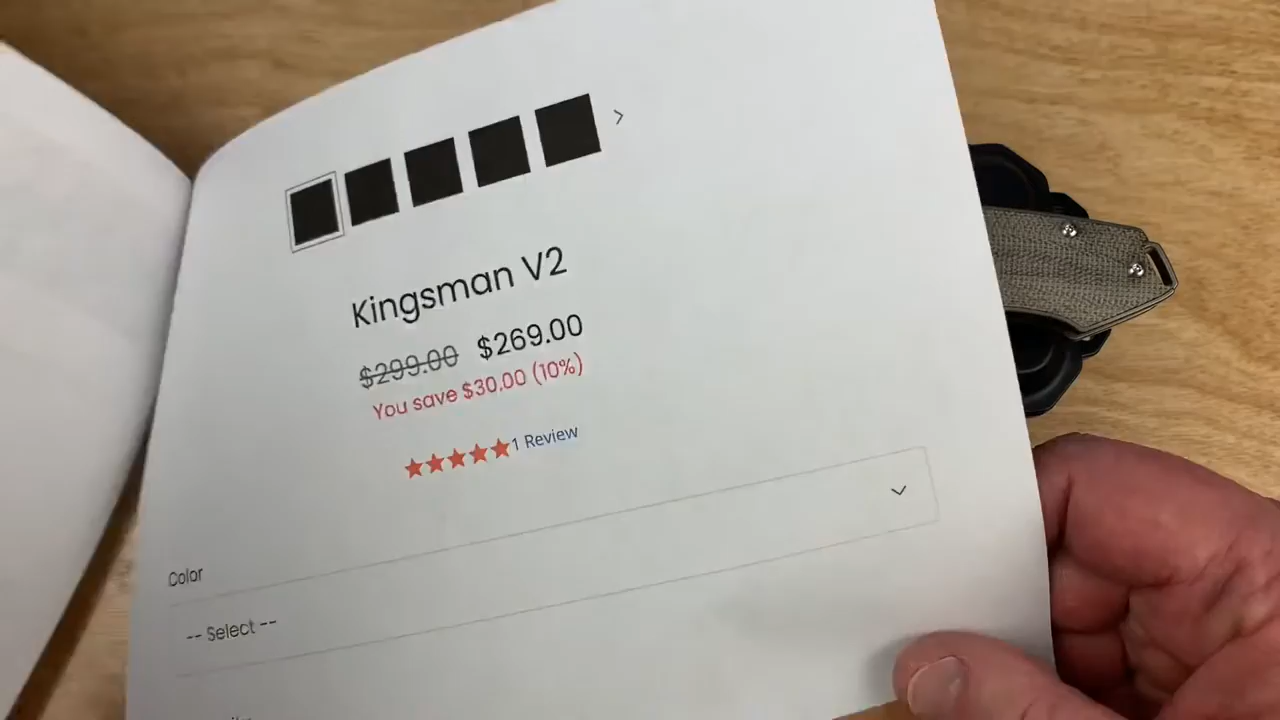 Kingsman V2
$299.00 $269.00
You save $30.00 (10%)
1 Review
Color
-- Select --